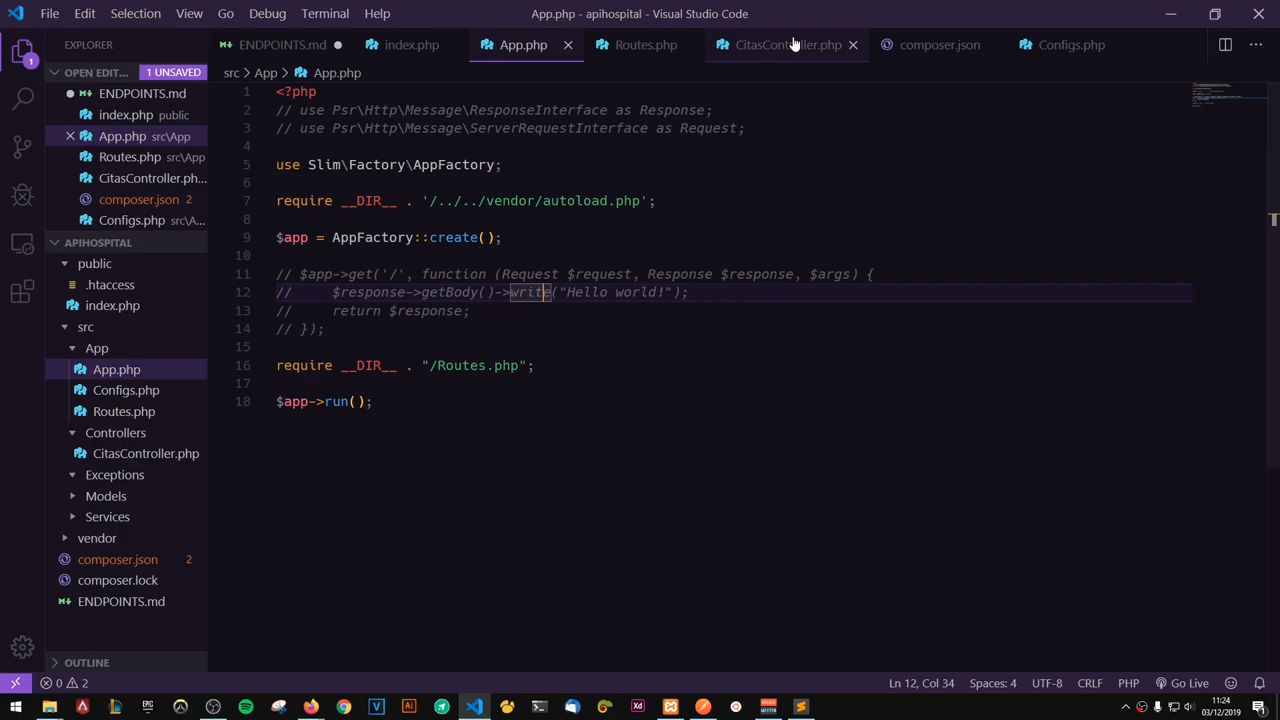 File Edit Selection View Go Debug Terminal Help
App.php - apihospital - Visual Studio Code
EXPLORER
ENDPOINTS.md index.php App.php Routes.php CitasController.php composer.json Configs.php
OPEN EDIT... 1 UNSAVED
src > App > App.php
ENDPOINTS.md
index.php public
App.php src\App
Routes.php src\App
CitasController.ph...
composer.json 2
Configs.php src\A...
APIHOSPITAL
public
.htaccess
index.php
src
App
App.php
Configs.php
Routes.php
Controllers
CitasController.php
Exceptions
Models
Services
vendor
composer.json 2
composer.lock
ENDPOINTS.md
OUTLINE
1 <?php
2 // use Psr\Http\Message\ResponseInterface as Response;
3 // use Psr\Http\Message\ServerRequestInterface as Request;
4
5 use Slim\Factory\AppFactory;
6
7 require __DIR__ . '/../../vendor/autoload.php';
8
9 $app = AppFactory::create();
10
11 // $app->get('/', function (Request $request, Response $response, $args) {
12 //     $response->getBody()->write("Hello world!");
13 //     return $response;
14 // });
15
16 require __DIR__ . "/Routes.php";
17
18 $app->run();
1
0 2
Ln 12, Col 34 Spaces: 4 UTF-8 CRLF PHP Go Live
EPIC
V Ai Xd
11:24
03/12/2019